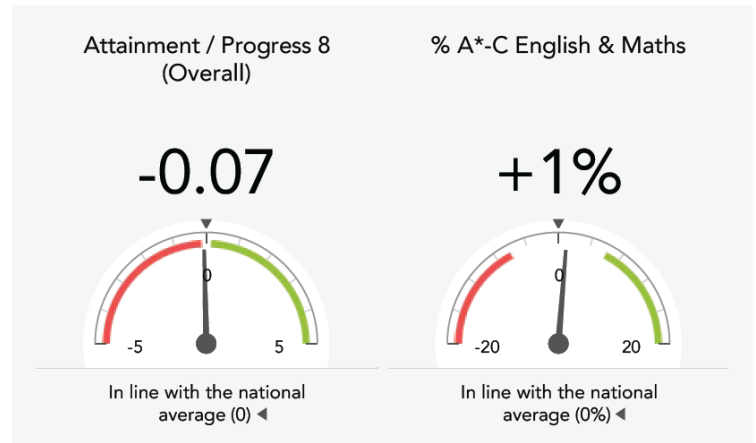 Attainment / Progress 8
(Overall)
-0.07
0
-5 5
In line with the national
average (0)
% A*-C English & Maths
+1%
0
-20 20
In line with the national
average (0%)